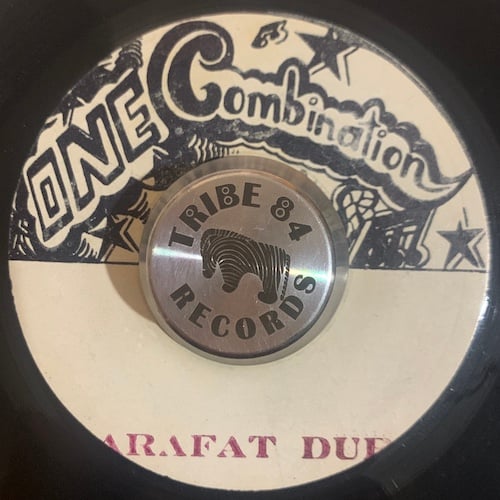 ONE Combination
TRIBE 84
RECORDS
ARAFAT DUB